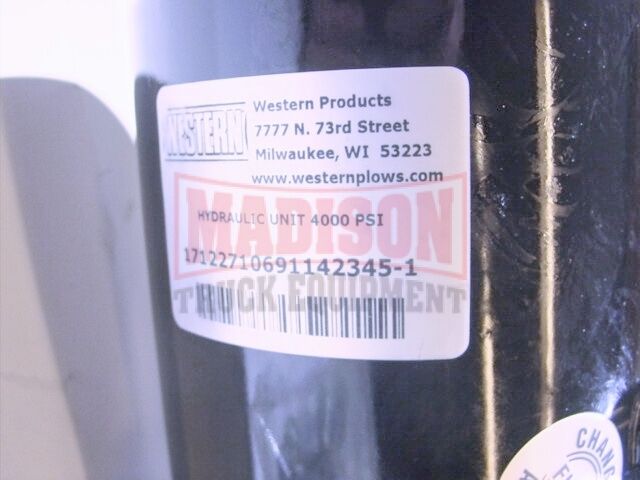 WESTERN
Western Products
7777 N. 73rd Street
Milwaukee, WI 53223
www.westernplows.com
MADISON
HYDRAULIC UNIT 4000 PSI
17122710691142345-1
TRUCK EQUIPMENT
CHANG